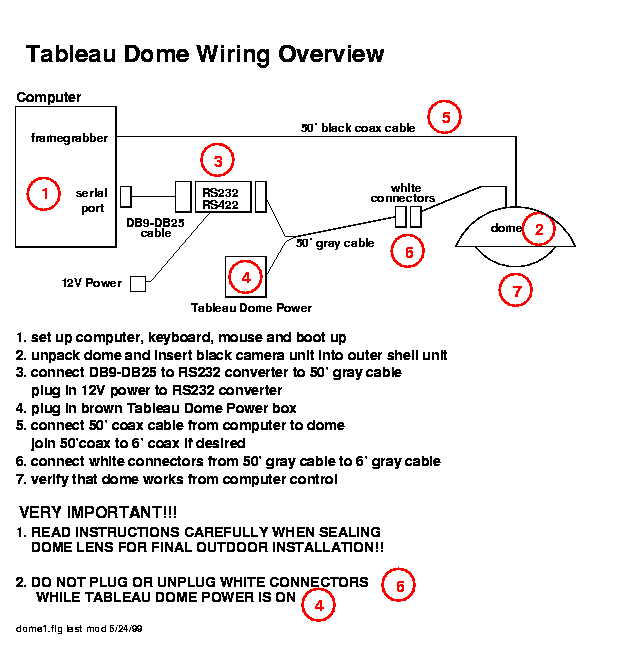 Tableau Dome Wiring Overview
Computer
framegrabber
50' black coax cable
5
3
1
serial
port
RS232
RS422
DB9-DB25
cable
white
connectors
dome
2
50' gray cable
6
12V Power
4
7
Tableau Dome Power
1. set up computer, keyboard, mouse and boot up
2. unpack dome and insert black camera unit into outer shell unit
3. connect DB9-DB25 to RS232 converter to 50' gray cable
plug in 12V power to RS232 converter
4. plug in brown Tableau Dome Power box
5. connect 50' coax cable from computer to dome
join 50'coax to 6' coax if desired
6. connect white connectors from 50' gray cable to 6' gray cable
7. verify that dome works from computer control
VERY IMPORTANT!!!
1. READ INSTRUCTIONS CAREFULLY WHEN SEALING
DOME LENS FOR FINAL OUTDOOR INSTALLATION!!
2. DO NOT PLUG OR UNPLUG WHITE CONNECTORS 6
WHILE TABLEAU DOME POWER IS ON 4
dome1.fig last mod 5/24/99